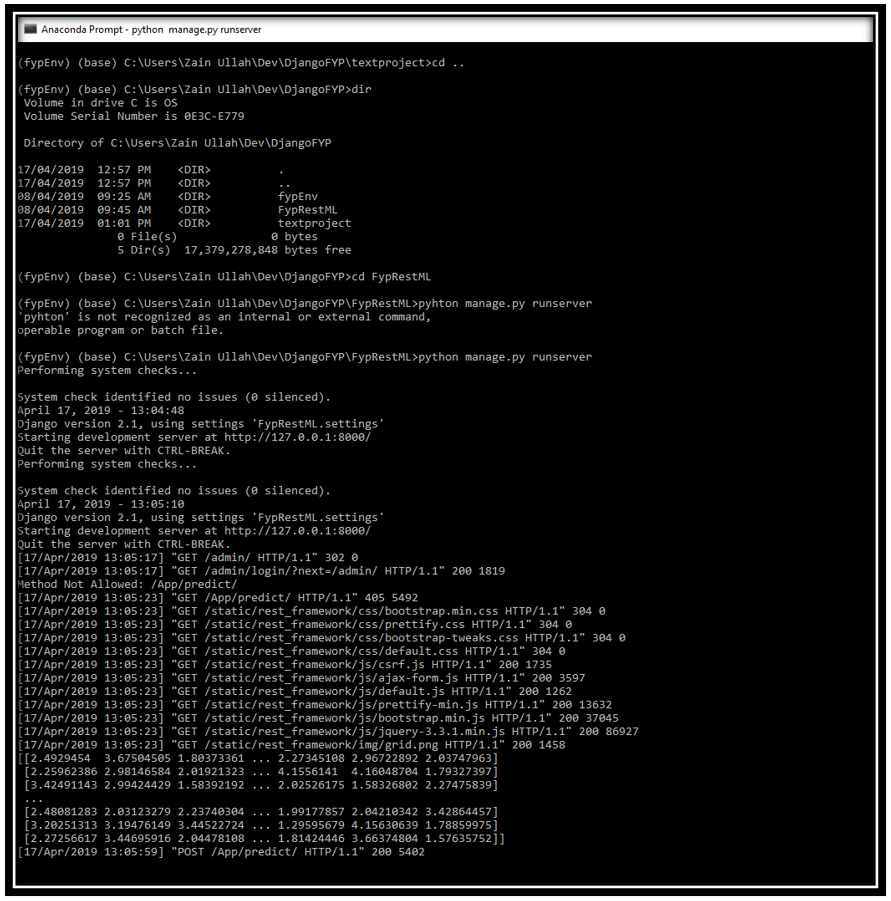 Anaconda Prompt - python  manage.py runserver
(fypEnv) (base) C:\Users\Zain Ullah\Dev\DjangoFYP\textproject>cd ..
(fypEnv) (base) C:\Users\Zain Ullah\Dev\DjangoFYP>dir
 Volume in drive C is OS
 Volume Serial Number is 0E3C-E779
 Directory of C:\Users\Zain Ullah\Dev\DjangoFYP
17/04/2019  12:57 PM    <DIR>          .
17/04/2019  12:57 PM    <DIR>          ..
08/04/2019  09:25 AM    <DIR>          fypEnv
08/04/2019  09:45 AM    <DIR>          FypRestML
17/04/2019  01:01 PM    <DIR>          textproject
               0 File(s)              0 bytes
               5 Dir(s)  17,379,278,848 bytes free
(fypEnv) (base) C:\Users\Zain Ullah\Dev\DjangoFYP>cd FypRestML
(fypEnv) (base) C:\Users\Zain Ullah\Dev\DjangoFYP\FypRestML>pyhton manage.py runserver
'pyhton' is not recognized as an internal or external command,
operable program or batch file.
(fypEnv) (base) C:\Users\Zain Ullah\Dev\DjangoFYP\FypRestML>python manage.py runserver
Performing system checks...
System check identified no issues (0 silenced).
April 17, 2019 - 13:04:48
Django version 2.1, using settings 'FypRestML.settings'
Starting development server at http://127.0.0.1:8000/
Quit the server with CTRL-BREAK.
Performing system checks...
System check identified no issues (0 silenced).
April 17, 2019 - 13:05:10
Django version 2.1, using settings 'FypRestML.settings'
Starting development server at http://127.0.0.1:8000/
Quit the server with CTRL-BREAK.
[17/Apr/2019 13:05:17] "GET /admin/ HTTP/1.1" 302 0
[17/Apr/2019 13:05:17] "GET /admin/login/?next=/admin/ HTTP/1.1" 200 1819
Method Not Allowed: /App/predict/
[17/Apr/2019 13:05:23] "GET /App/predict/ HTTP/1.1" 405 5492
[17/Apr/2019 13:05:23] "GET /static/rest_framework/css/bootstrap.min.css HTTP/1.1" 304 0
[17/Apr/2019 13:05:23] "GET /static/rest_framework/css/prettify.css HTTP/1.1" 304 0
[17/Apr/2019 13:05:23] "GET /static/rest_framework/css/bootstrap-tweaks.css HTTP/1.1" 304 0
[17/Apr/2019 13:05:23] "GET /static/rest_framework/css/default.css HTTP/1.1" 304 0
[17/Apr/2019 13:05:23] "GET /static/rest_framework/js/csrf.js HTTP/1.1" 200 1735
[17/Apr/2019 13:05:23] "GET /static/rest_framework/js/ajax-form.js HTTP/1.1" 200 3597
[17/Apr/2019 13:05:23] "GET /static/rest_framework/js/default.js HTTP/1.1" 200 1262
[17/Apr/2019 13:05:23] "GET /static/rest_framework/js/prettify-min.js HTTP/1.1" 200 13632
[17/Apr/2019 13:05:23] "GET /static/rest_framework/js/bootstrap.min.js HTTP/1.1" 200 37045
[17/Apr/2019 13:05:23] "GET /static/rest_framework/js/jquery-3.3.1.min.js HTTP/1.1" 200 86927
[17/Apr/2019 13:05:23] "GET /static/rest_framework/img/grid.png HTTP/1.1" 200 1458
[[2.4929454  3.67504505 1.80373361 ... 2.27345108 2.96722892 2.03747963]
 [2.25962386 2.98146584 2.01921323 ... 4.1556141  4.16048704 1.79327397]
 [3.42491143 2.99424429 1.58392192 ... 2.02526175 1.58326802 2.27475839]
 ...
 [2.48081283 2.03123279 2.23740304 ... 1.99177857 2.04210342 3.42864457]
 [3.20251313 3.19476149 3.44522724 ... 1.29595679 4.15630639 1.78859975]
 [2.27256617 3.44695916 2.04478108 ... 1.81424446 3.66374804 1.57635752]]
[17/Apr/2019 13:05:59] "POST /App/predict/ HTTP/1.1" 200 5402